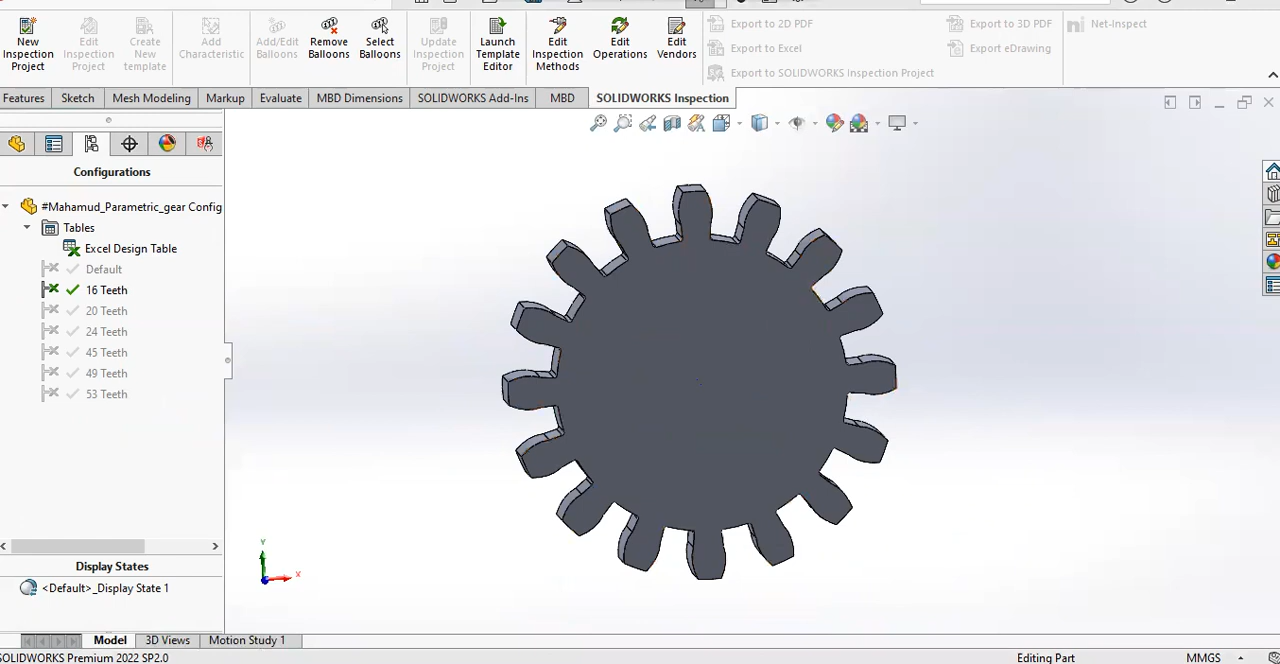 New Inspection Project
Edit Inspection Project
Create New template
Add Characteristic
Add/Edit Balloons
Remove Balloons
Select Balloons
Update Inspection Project
Launch Template Editor
Edit Inspection Methods
Edit Operations
Edit Vendors
Export to 2D PDF
Export to Excel
Export to SOLIDWORKS Inspection Project
Export to 3D PDF
Export eDrawing
Net-Inspect
Features Sketch Mesh Modeling Markup Evaluate MBD Dimensions SOLIDWORKS Add-Ins MBD SOLIDWORKS Inspection
Configurations
#Mahamud_Parametric_gear Config
Tables
Excel Design Table
Default
16 Teeth
20 Teeth
24 Teeth
45 Teeth
49 Teeth
53 Teeth
Y
X
Display States
<Default>_Display State 1
Model 3D Views Motion Study 1
SOLIDWORKS Premium 2022 SP2.0 Editing Part MMGS